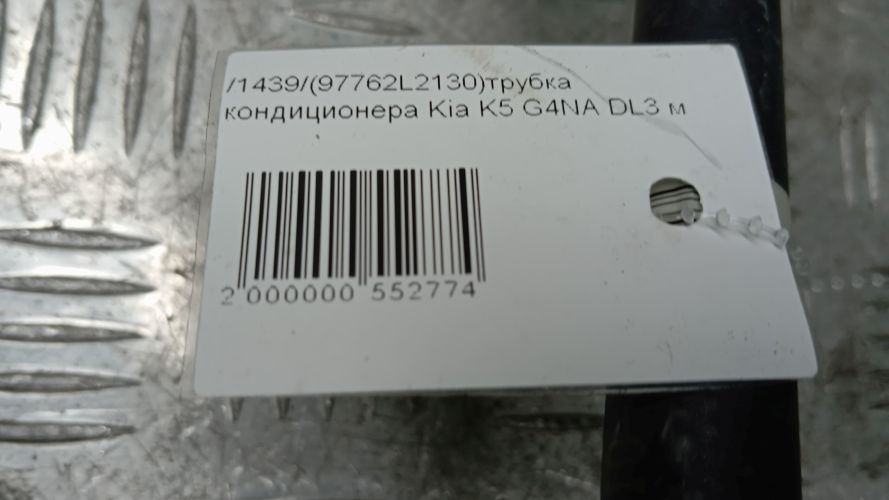 /1439/(97762L2130)трубка
кондиционера Kia K5 G4NA DL3 м
2 000000 552774